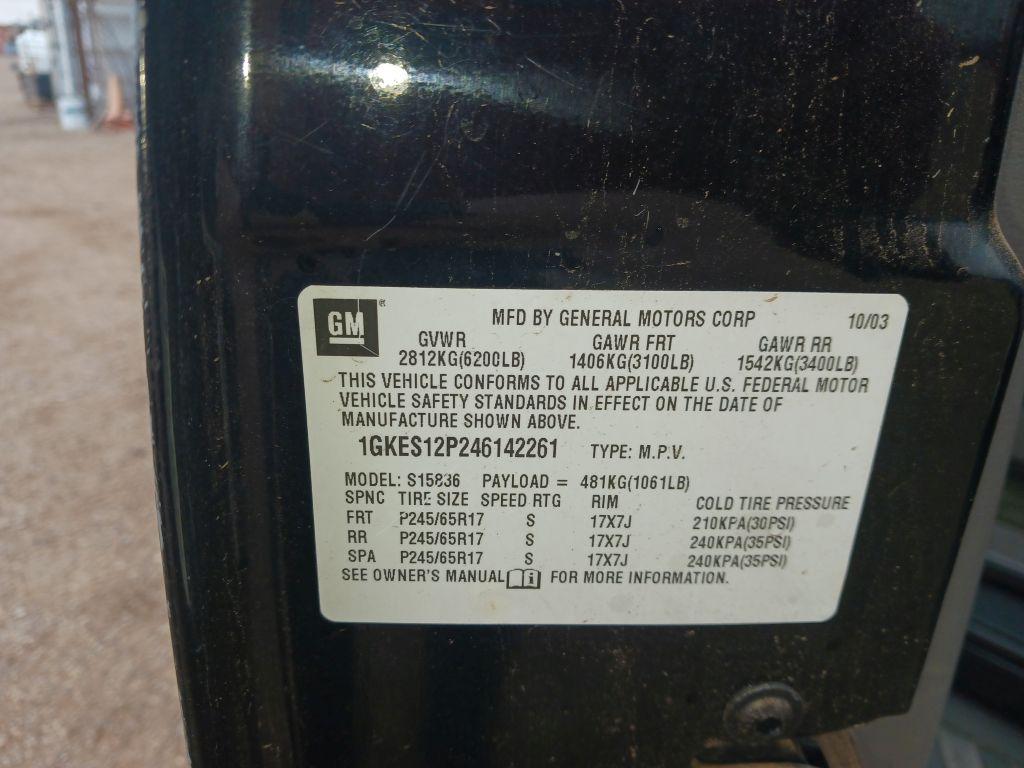 GM
MFD BY GENERAL MOTORS CORP 10/03
GVWR GAWR FRT GAWR RR
2812KG(6200LB) 1406KG(3100LB) 1542KG(3400LB)
THIS VEHICLE CONFORMS TO ALL APPLICABLE U.S. FEDERAL MOTOR
VEHICLE SAFETY STANDARDS IN EFFECT ON THE DATE OF
MANUFACTURE SHOWN ABOVE.
1GKES12P246142261 TYPE: M.P.V.
MODEL: S15836 PAYLOAD = 481KG(1061LB)
SPNC TIRE SIZE SPEED RTG RIM COLD TIRE PRESSURE
FRT P245/65R17 S 17X7J 210KPA(30PSI)
RR P245/65R17 S 17X7J 240KPA(35PSI)
SPA P245/65R17 S 17X7J 240KPA(35PSI)
SEE OWNER'S MANUAL FOR MORE INFORMATION.